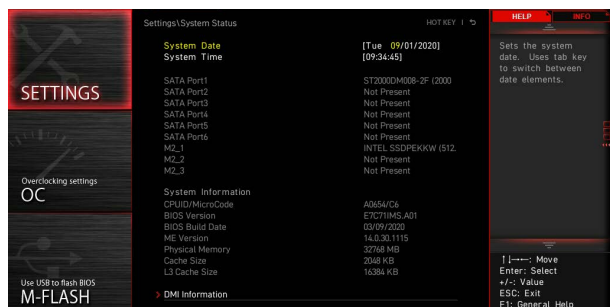 Settings\System Status
HOT KEY
HELP
INFO
System Date [Tue 09/01/2020]
System Time [09:34:45]
SATA Port1 ST2000DM008-2F (2000
SATA Port2 Not Present
SATA Port3 Not Present
SATA Port4 Not Present
SATA Port5 Not Present
SATA Port6 Not Present
M2_1 INTEL SSDPEKKW (512.
M2_2 Not Present
M2_3 Not Present
System Information
CPUID/MicroCode A0654/C6
BIOS Version E7C71IMS.A01
BIOS Build Date 03/09/2020
ME Version 14.0.30.1115
Physical Memory 32768 MB
Cache Size 2048 KB
L3 Cache Size 16384 KB
> DMI Information
SETTINGS
Overclocking settings
OC
Use USB to flash BIOS
M-FLASH
Sets the system
date. Uses tab key
to switch between
date elements.
↑↓→←: Move
Enter: Select
+/-: Value
ESC: Exit
F1: General Help